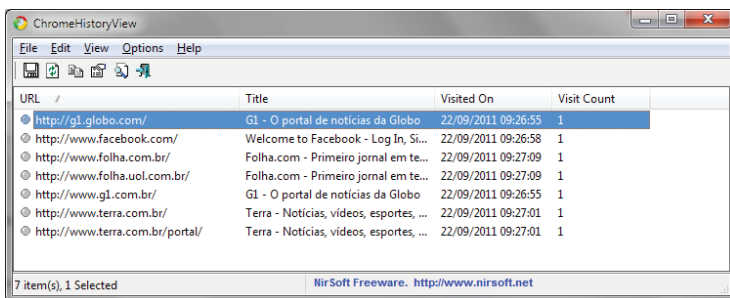 ChromeHistoryView
File Edit View Options Help
URL / Title Visited On Visit Count
http://g1.globo.com/ G1 - O portal de notícias da Globo 22/09/2011 09:26:55 1
http://www.facebook.com/ Welcome to Facebook - Log In, Si... 22/09/2011 09:26:58 1
http://www.folha.com.br/ Folha.com - Primeiro jornal em te... 22/09/2011 09:27:09 1
http://www.folha.uol.com.br/ Folha.com - Primeiro jornal em te... 22/09/2011 09:27:09 1
http://www.g1.com.br/ G1 - O portal de notícias da Globo 22/09/2011 09:26:55 1
http://www.terra.com.br/ Terra - Notícias, vídeos, esportes, ... 22/09/2011 09:27:01 1
http://www.terra.com.br/portal/ Terra - Notícias, vídeos, esportes, ... 22/09/2011 09:27:01 1
7 item(s), 1 Selected NirSoft Freeware. http://www.nirsoft.net